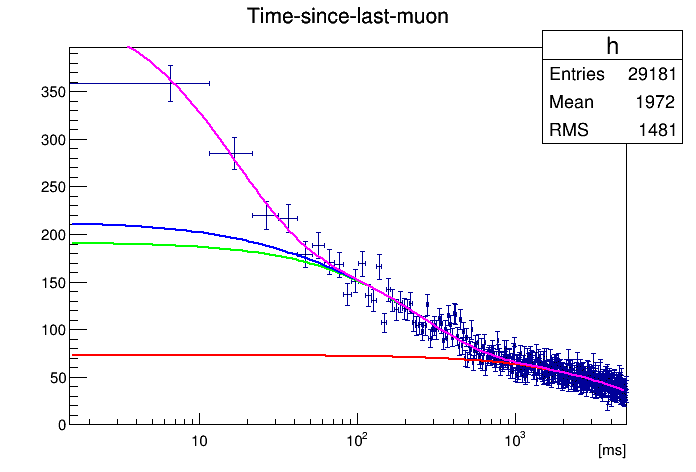 Time-since-last-muon
h
Entries 29181
Mean 1972
RMS 1481
350
300
250
200
150
100
50
0
10
10²
10³
[ms]